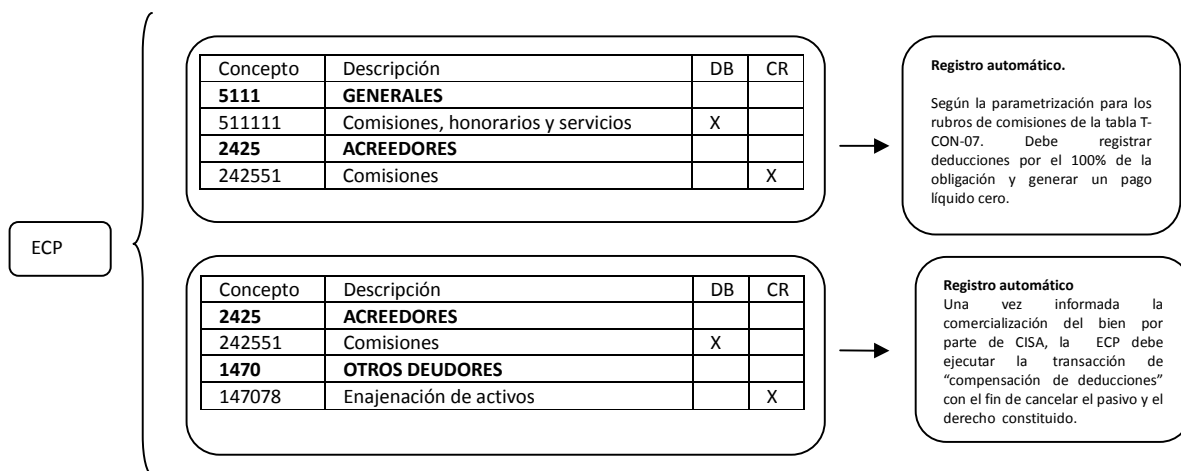 ECP
Concepto Descripción DB CR
5111 GENERALES
511111 Comisiones, honorarios y servicios X
2425 ACREEDORES
242551 Comisiones X
Registro automático.
Según la parametrización para los
rubros de comisiones de la tabla T-
CON-07. Debe registrar
deducciones por el 100% de la
obligación y generar un pago
líquido cero.
Concepto Descripción DB CR
2425 ACREEDORES
242551 Comisiones X
1470 OTROS DEUDORES
147078 Enajenación de activos X
Registro automático
Una vez informada la
comercialización del bien por
parte de CISA, la ECP debe
ejecutar la transacción de
“compensación de deducciones”
con el fin de cancelar el pasivo y el
derecho constituido.